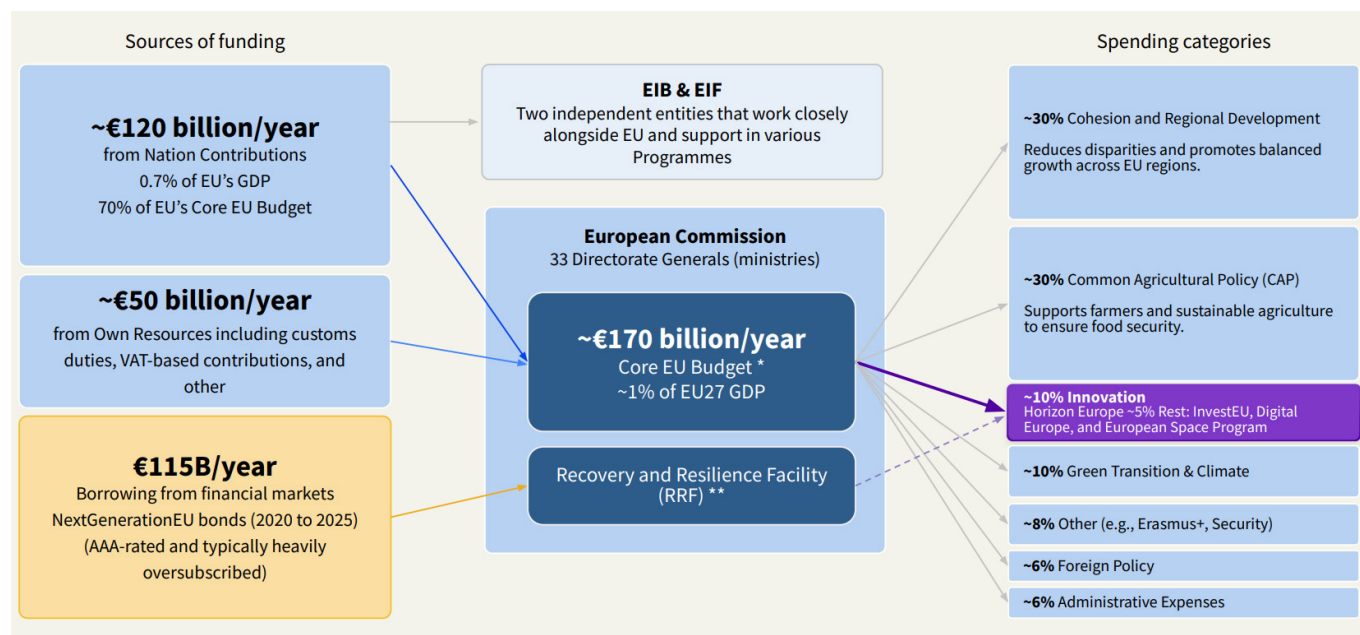 Sources of funding
~€120 billion/year
from Nation Contributions
0.7% of EU’s GDP
70% of EU’s Core EU Budget
~€50 billion/year
from Own Resources including customs
duties, VAT-based contributions, and
other
€115B/year
Borrowing from financial markets
NextGenerationEU bonds (2020 to 2025)
(AAA-rated and typically heavily
oversubscribed)
EIB & EIF
Two independent entities that work closely
alongside EU and support in various
Programmes
European Commission
33 Directorate Generals (ministries)
~€170 billion/year
Core EU Budget *
~1% of EU27 GDP
Recovery and Resilience Facility
(RRF) **
Spending categories
~30% Cohesion and Regional Development
Reduces disparities and promotes balanced
growth across EU regions.
~30% Common Agricultural Policy (CAP)
Supports farmers and sustainable agriculture
to ensure food security.
~10% Innovation
Horizon Europe ~5% Rest: InvestEU, Digital
Europe, and European Space Program
~10% Green Transition & Climate
~8% Other (e.g., Erasmus+, Security)
~6% Foreign Policy
~6% Administrative Expenses